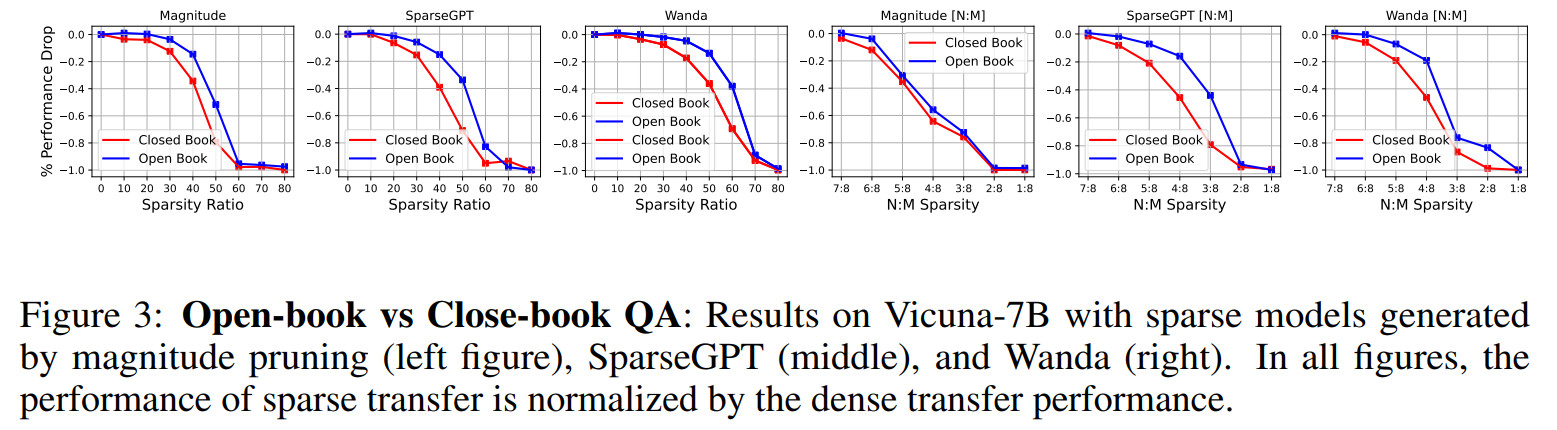 Magnitude
SparseGPT
Wanda
Magnitude [N:M]
SparseGPT [N:M]
Wanda [N:M]
% Performance Drop
0.0
−0.2
−0.4
−0.6
−0.8
−1.0
Closed Book
Open Book
0 10 20 30 40 50 60 70 80
Sparsity Ratio
0.0
−0.2
−0.4
−0.6
−0.8
−1.0
Closed Book
Open Book
0 10 20 30 40 50 60 70 80
Sparsity Ratio
0.0
−0.2
−0.4
−0.6
−0.8
−1.0
Closed Book
Open Book
Closed Book
Open Book
0 10 20 30 40 50 60 70 80
Sparsity Ratio
0.0
−0.2
−0.4
−0.6
−0.8
−1.0
Closed Book
Open Book
7:8 6:8 5:8 4:8 3:8 2:8 1:8
N:M Sparsity
0.0
−0.2
−0.4
−0.6
−0.8
−1.0
Closed Book
Open Book
7:8 6:8 5:8 4:8 3:8 2:8 1:8
N:M Sparsity
0.0
−0.2
−0.4
−0.6
−0.8
−1.0
Closed Book
Open Book
7:8 6:8 5:8 4:8 3:8 2:8 1:8
N:M Sparsity
Figure 3: Open-book vs Close-book QA: Results on Vicuna-7B with sparse models generated
by magnitude pruning (left figure), SparseGPT (middle), and Wanda (right). In all figures, the
performance of sparse transfer is normalized by the dense transfer performance.